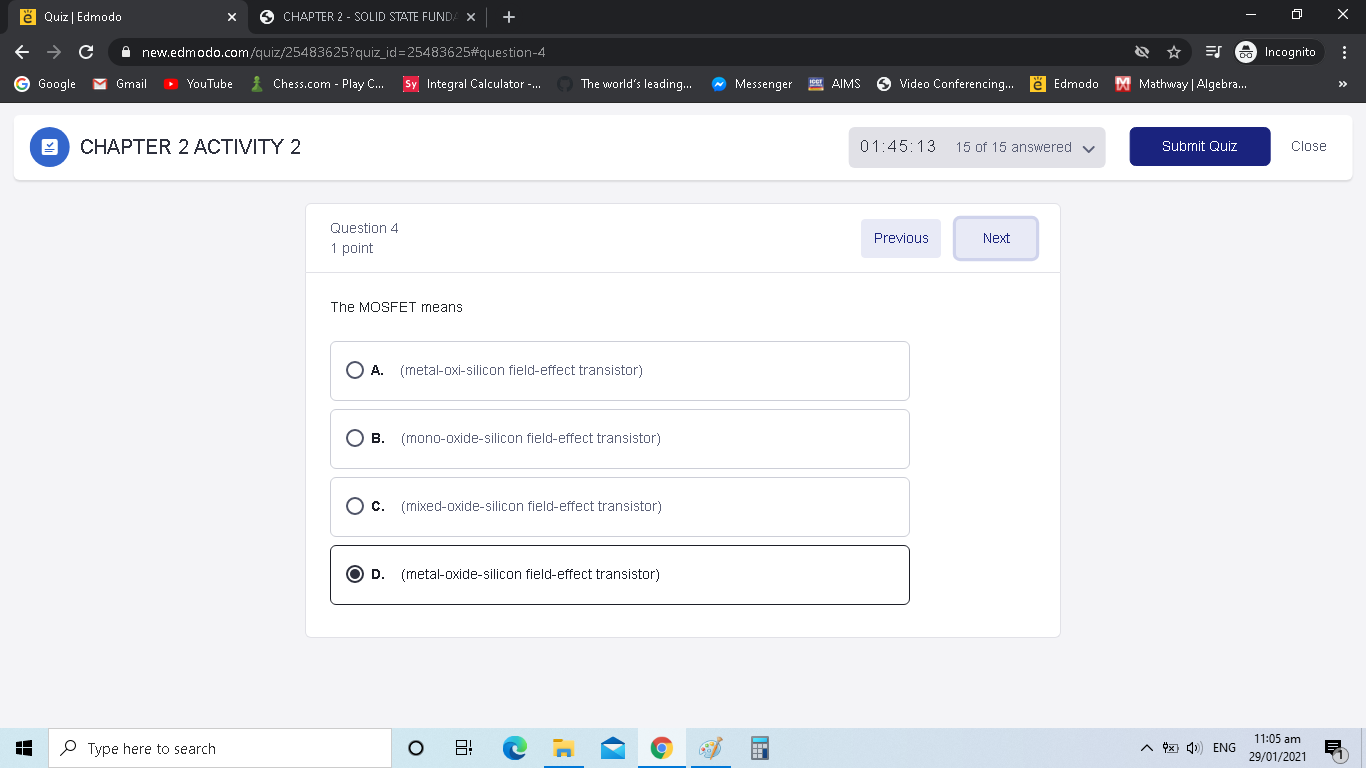 Quiz | Edmodo
CHAPTER 2 - SOLID STATE FUNDA
new.edmodo.com/quiz/25483625?quiz_id=25483625#question-4
Incognito
Google Gmail YouTube Chess.com - Play C... Sy Integral Calculator -... The world's leading... Messenger AIMS Video Conferencing... Edmodo Mathway | Algebra... »
CHAPTER 2 ACTIVITY 2
01:45:13 15 of 15 answered
Submit Quiz
Close
Question 4
1 point
Previous
Next
The MOSFET means
A. (metal-oxi-silicon field-effect transistor)
B. (mono-oxide-silicon field-effect transistor)
C. (mixed-oxide-silicon field-effect transistor)
D. (metal-oxide-silicon field-effect transistor)
Type here to search
ENG
11:05 am
29/01/2021
1